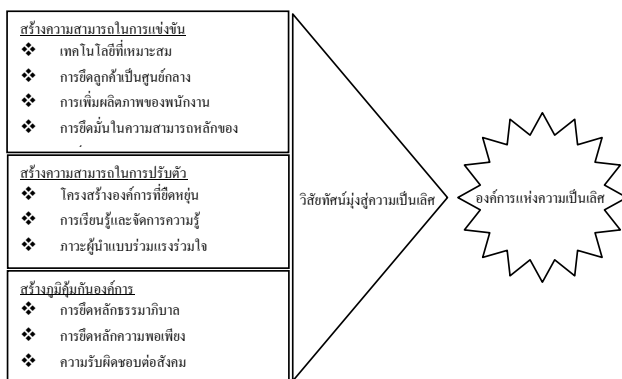 สร้างความสามารถในการแข่งขัน
❖ เทคโนโลยีที่เหมาะสม
❖ การยึดลูกค้าเป็นศูนย์กลาง
❖ การเพิ่มผลิตภาพของพนักงาน
❖ การยึดมั่นในความสามารถหลักของ
สร้างความสามารถในการปรับตัว
❖ โครงสร้างองค์การที่ยืดหยุ่น
❖ การเรียนรู้และจัดการความรู้
❖ ภาวะผู้นำแบบร่วมแรงร่วมใจ
สร้างภูมิคุ้มกันองค์การ
❖ การยึดหลักธรรมาภิบาล
❖ การยึดหลักความพอเพียง
❖ ความรับผิดชอบต่อสังคม
วิสัยทัศน์มุ่งสู่ความเป็นเลิศ
องค์การแห่งความเป็นเลิศ